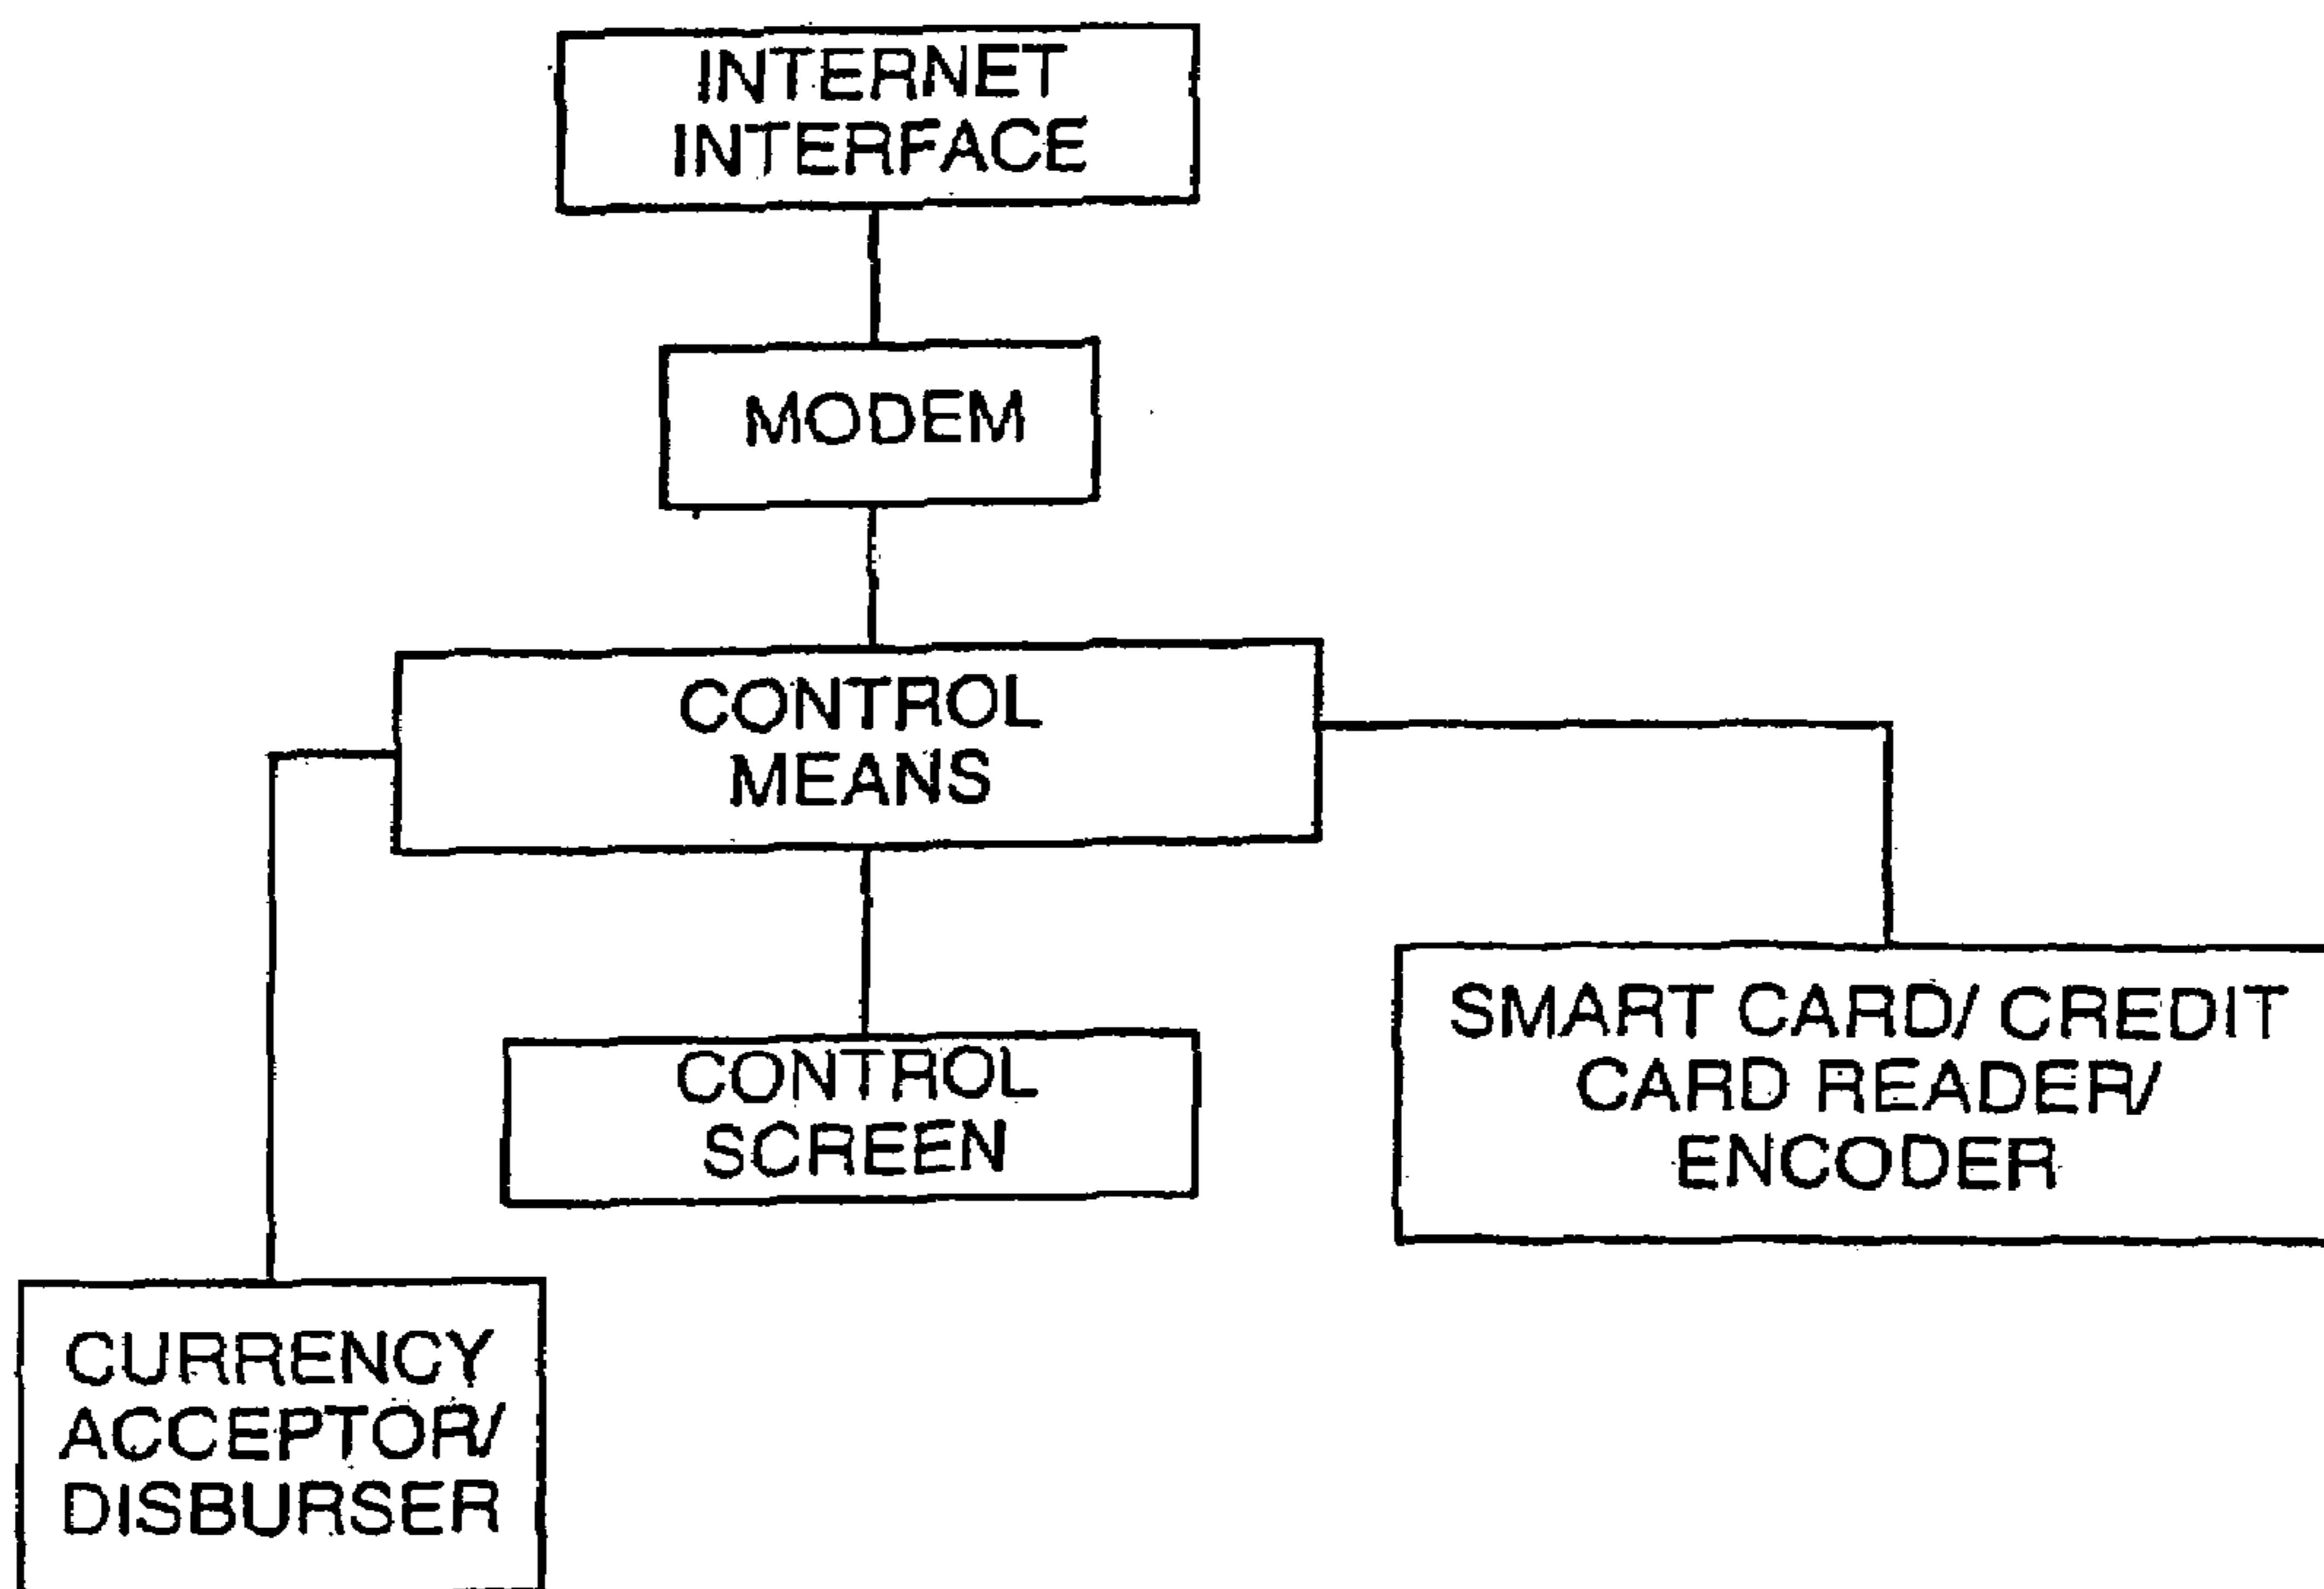 INTERNET
INTERFACE
MODEM
CONTROL
MEANS
CONTROL
SCREEN
SMART CARD/ CREDIT
CARD READER/
ENCODER
CURRENCY
ACCEPTOR/
DISBURSER